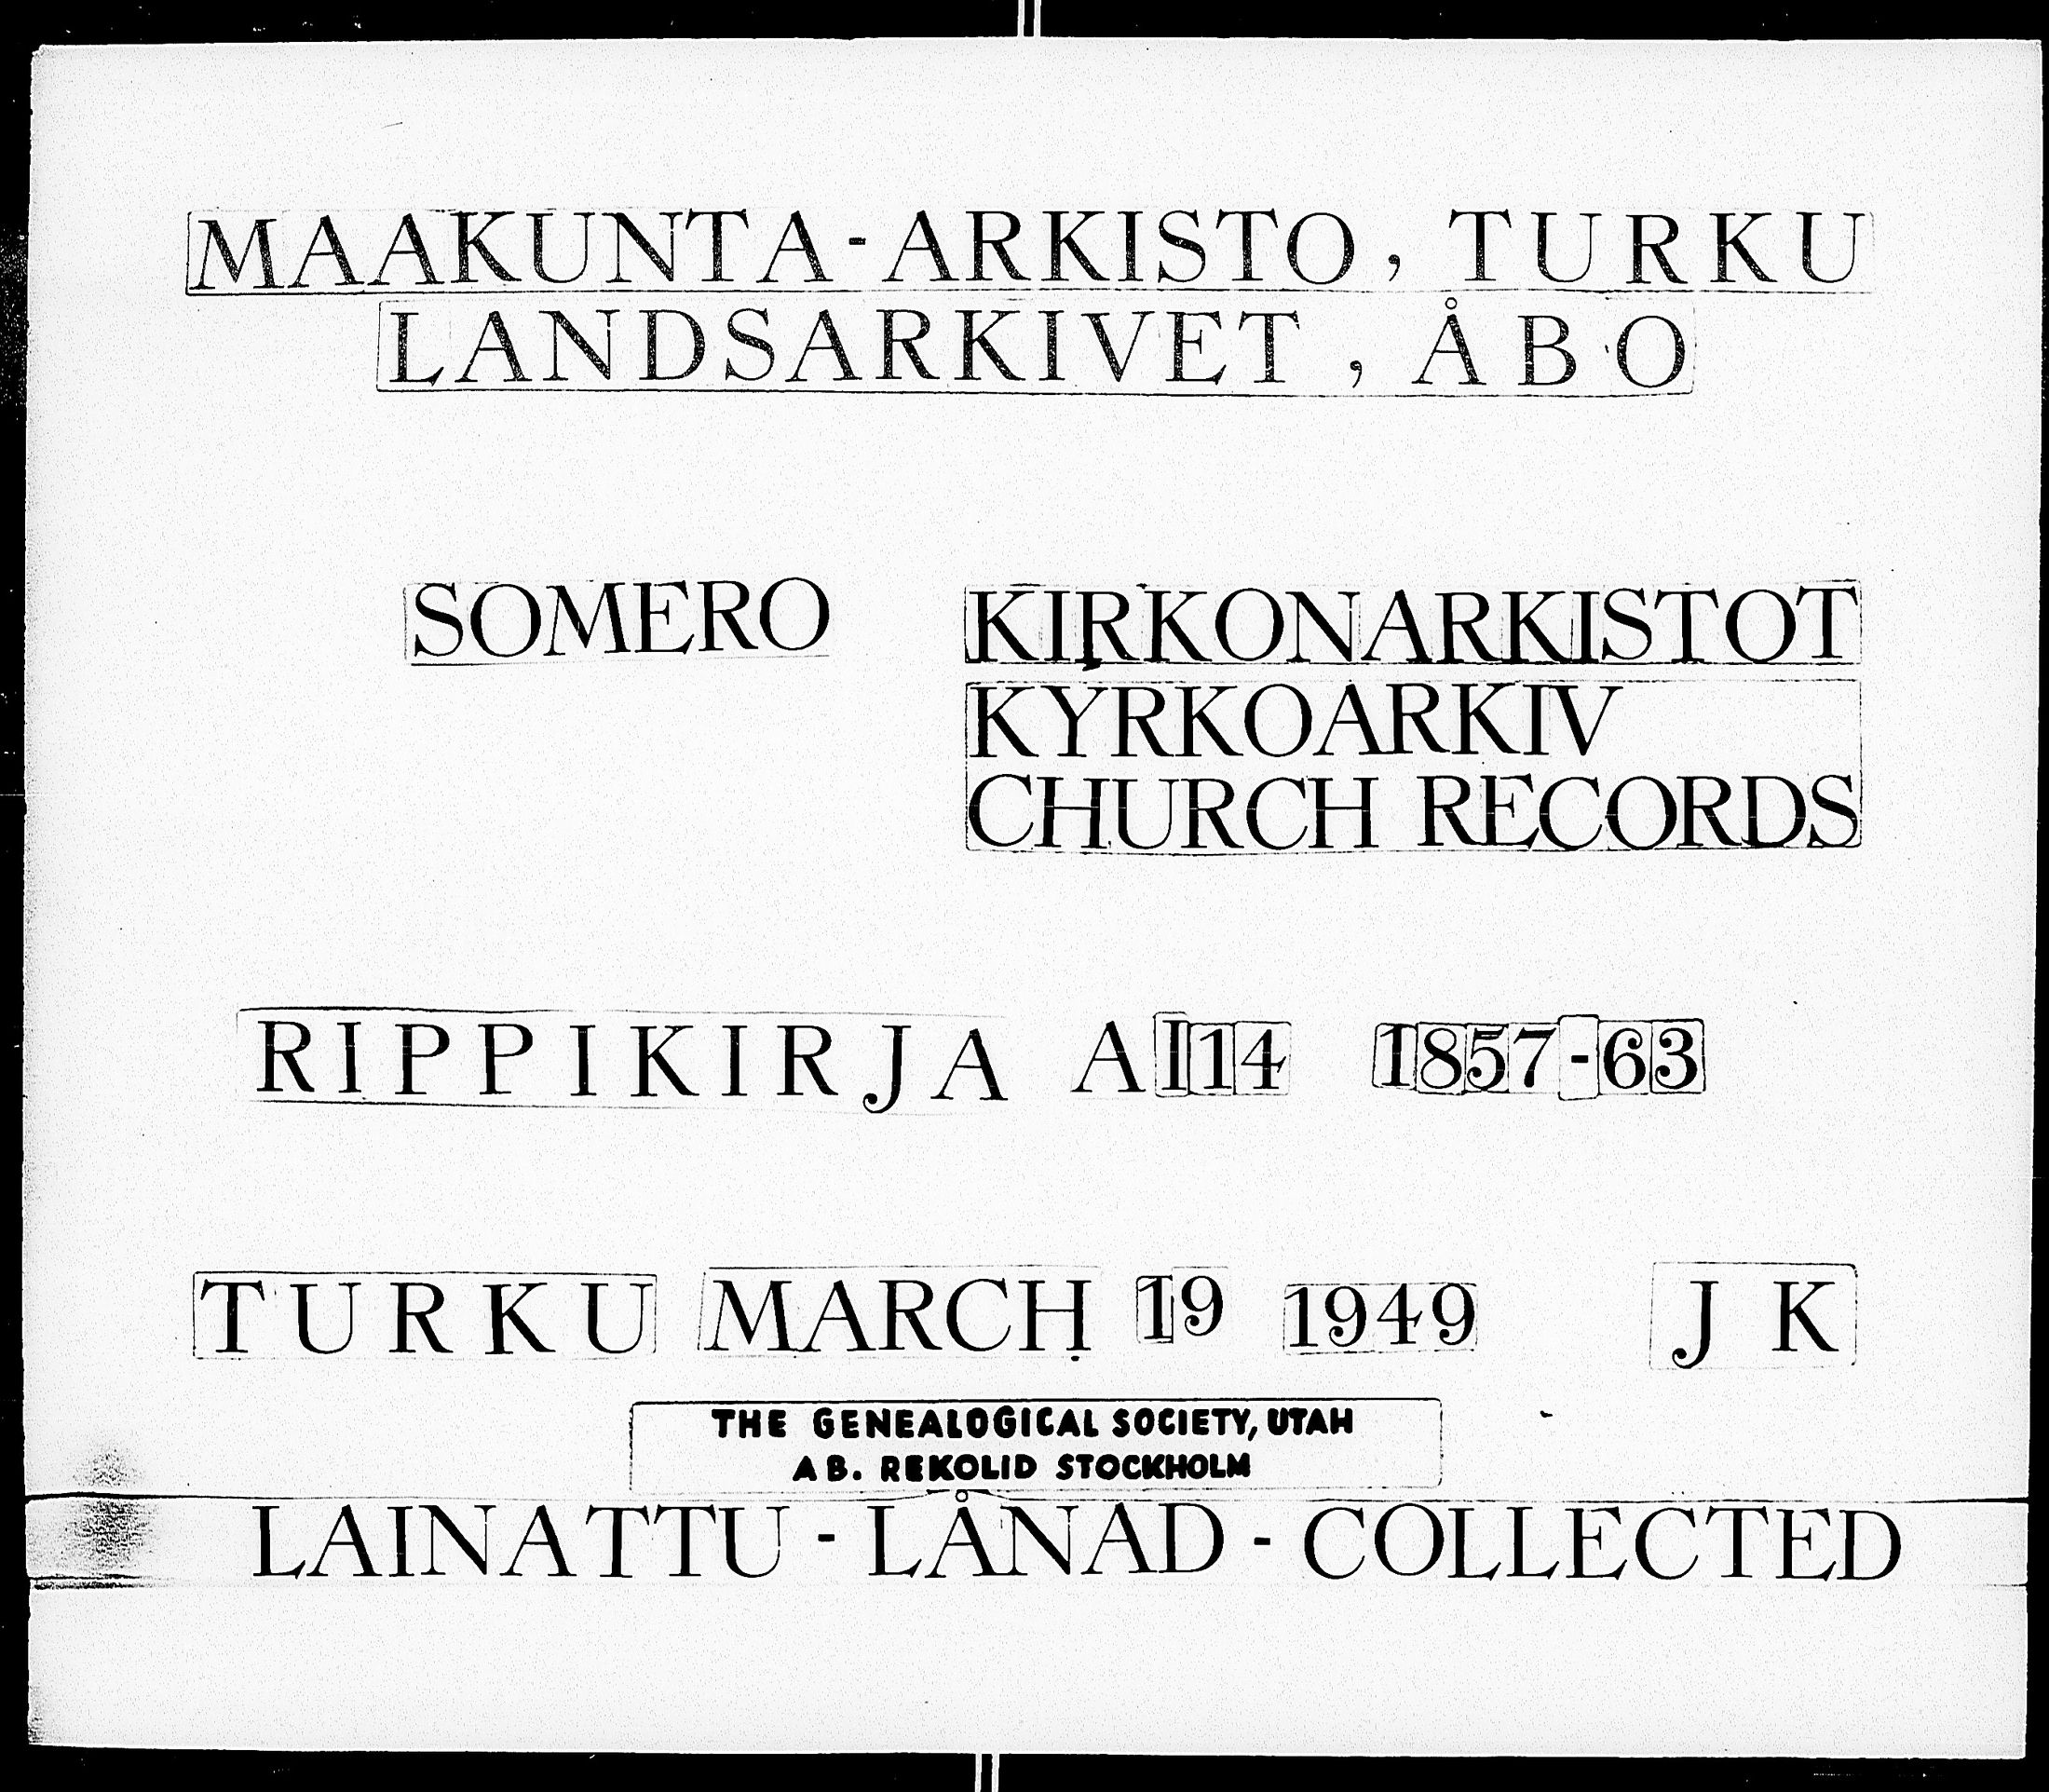 MAAKUNTA-ARKISTO, TURKU
LANDSARKIVET, ÅBO
SOMERO KIRKONARKISTOT
KYRKOARKIV
CHURCH RECORDS
RIPPIKIRJA AI14 1857-63
TURKU MARCH 19 1949 J K
THE GENEALOGICAL SOCIETY, UTAH
AB. REKOLID STOCKHOLM
LAINATTU - LÅNAD - COLLECTED